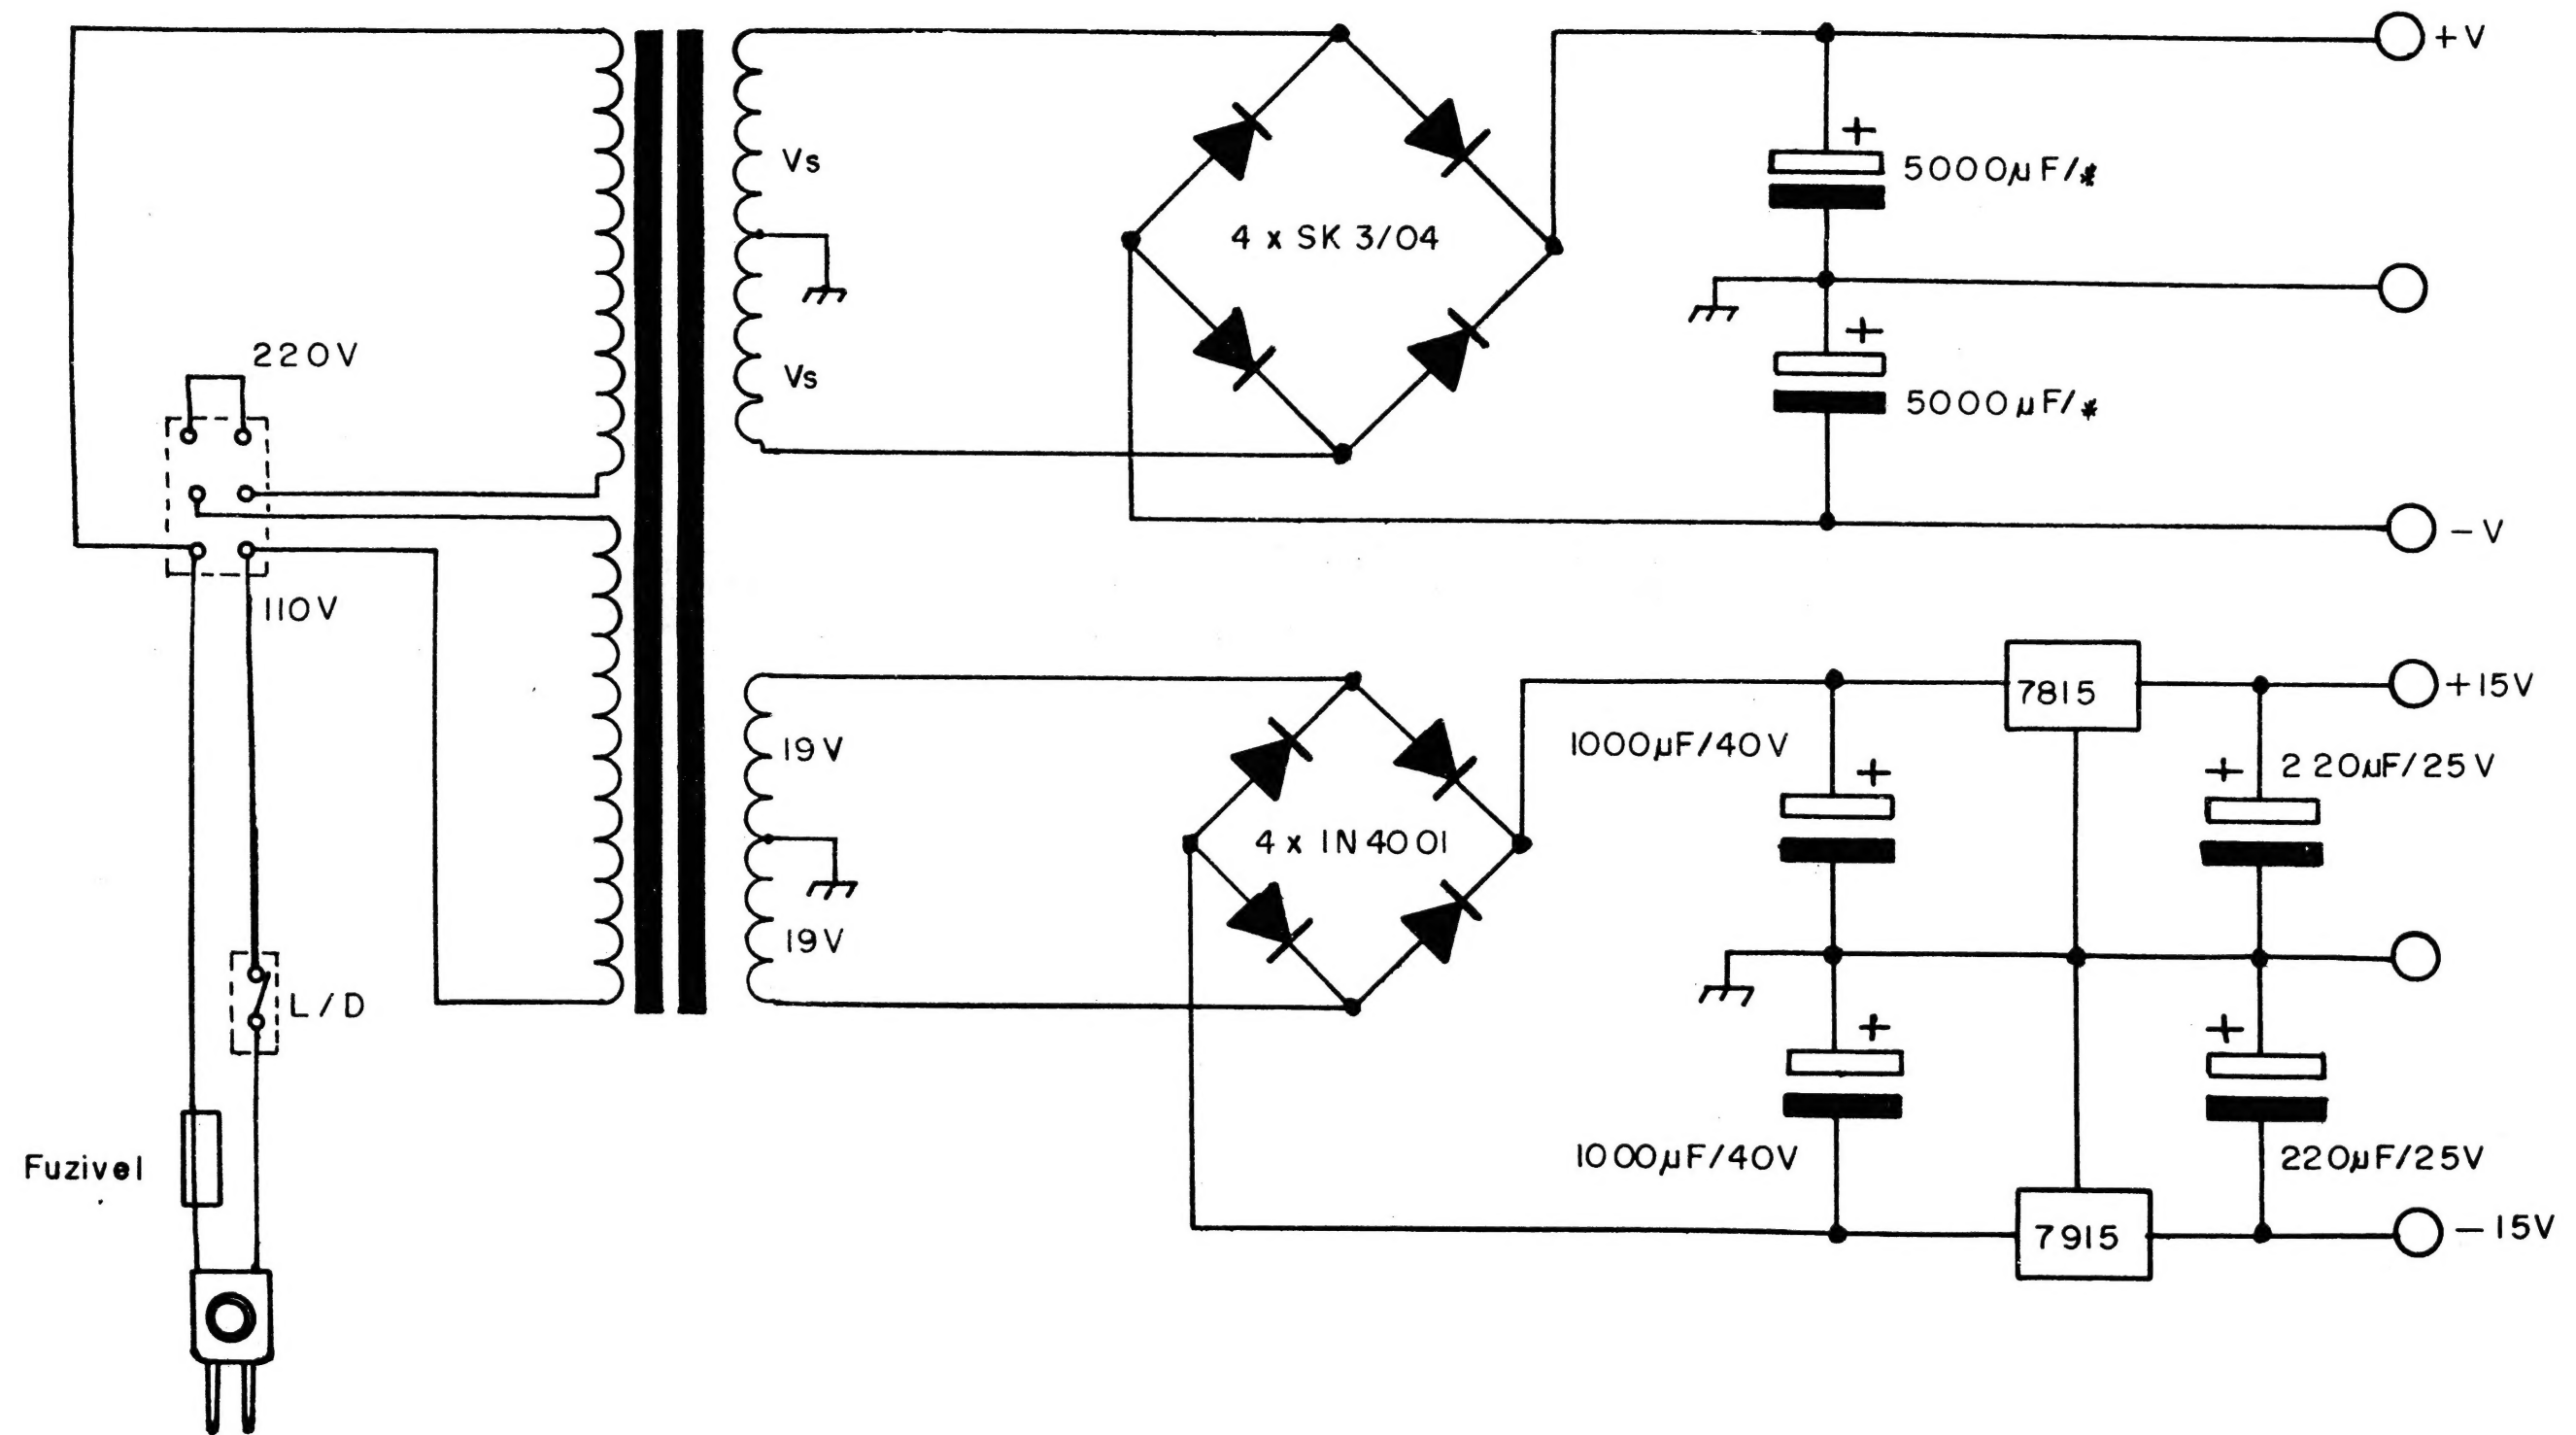 +V
Vs
5000µF/*
4 x SK 3/04
220V
Vs
5000µF/*
-V
110V
7815
+15V
19V
1000µF/40V
+
220µF/25V
4 x 1N4001
19V
L/D
1000µF/40V
Fuzivel
220µF/25V
7915
-15V